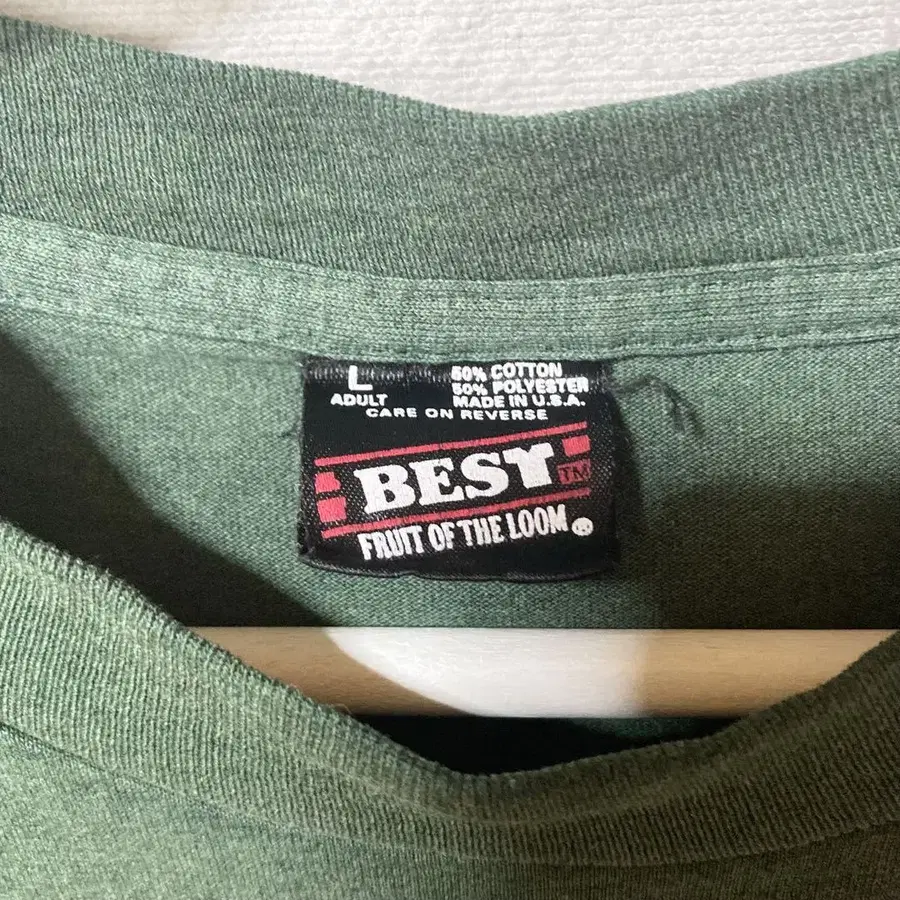 L
ADULT
50% COTTON
50% POLYESTER
MADE IN U.S.A.
CARE ON REVERSE
BEST TM
FRUIT OF THE LOOM ®